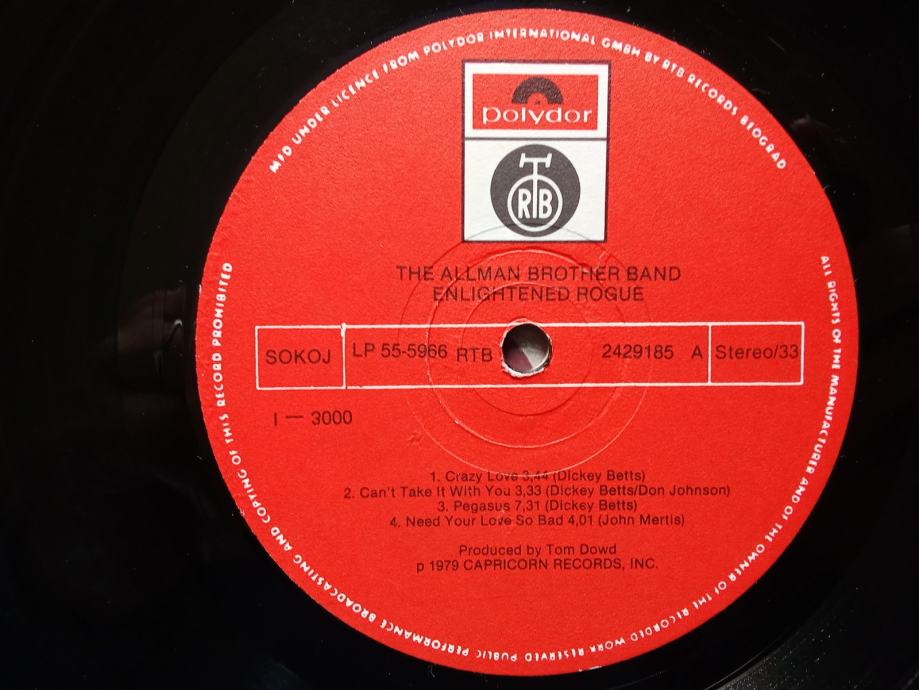 MFD UNDER LICENCE FROM POLYDOR INTERNATIONAL GMBH BY RTB RECORDS BEOGRAD
polydor
RTB
THE ALLMAN BROTHER BAND
ENLIGHTENED ROGUE
SOKOJ LP 55-5966 RTB 2429185 A Stereo/33
I — 3000
1. Crazy Love 3,44 (Dickey Betts)
2. Can't Take It With You 3,33 (Dickey Betts/Don Johnson)
3. Pegasus 7,31 (Dickey Betts)
4. Need Your Love So Bad 4,01 (John Mertis)
Produced by Tom Dowd
p 1979 CAPRICORN RECORDS, INC.
ALL RIGHTS OF THE MANUFACTURER AND OF THE OWNER OF THE RECORDED WORK RESERVED PUBLIC PERFORMANCE BROADCASTING AND COPYING OF THIS RECORD PROHIBITED